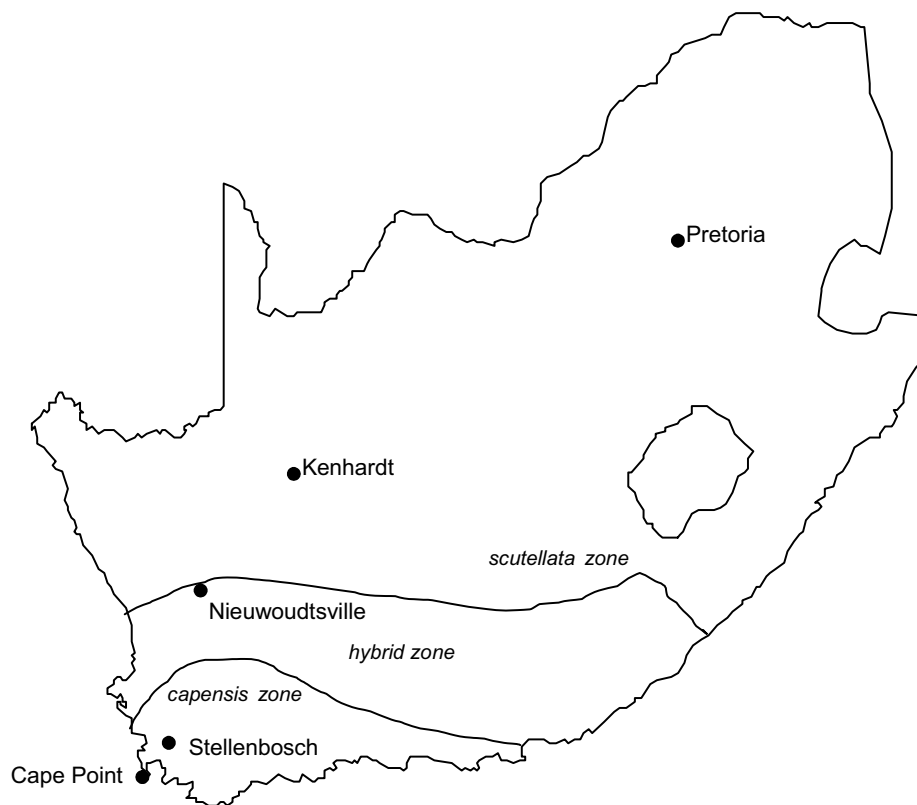 Pretoria
Kenhardt
scutellata zone
Nieuwoudtsville
hybrid zone
capensis zone
Stellenbosch
Cape Point